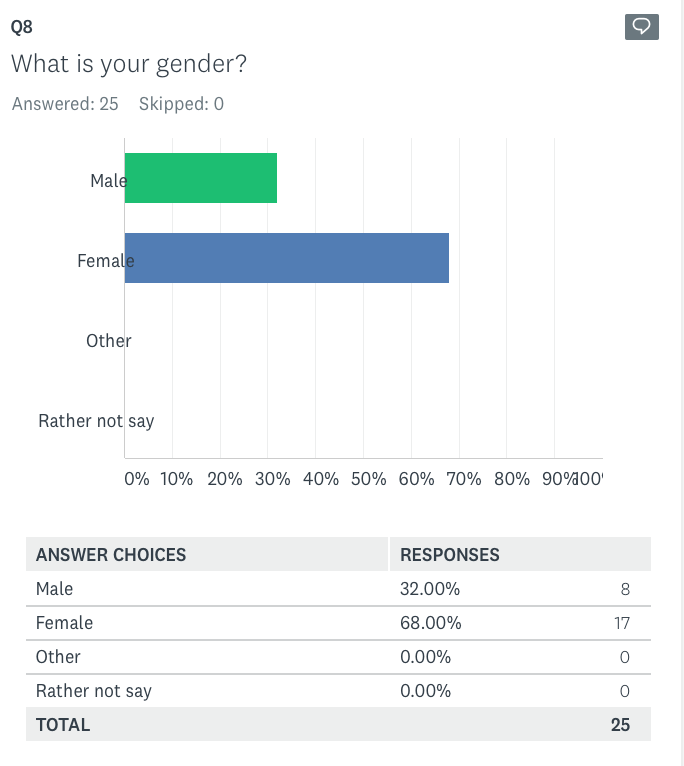 Q8
What is your gender?
Answered: 25 Skipped: 0
Male
Female
Other
Rather not say
0% 10% 20% 30% 40% 50% 60% 70% 80% 90% 100%
ANSWER CHOICES RESPONSES
Male 32.00% 8
Female 68.00% 17
Other 0.00% 0
Rather not say 0.00% 0
TOTAL 25